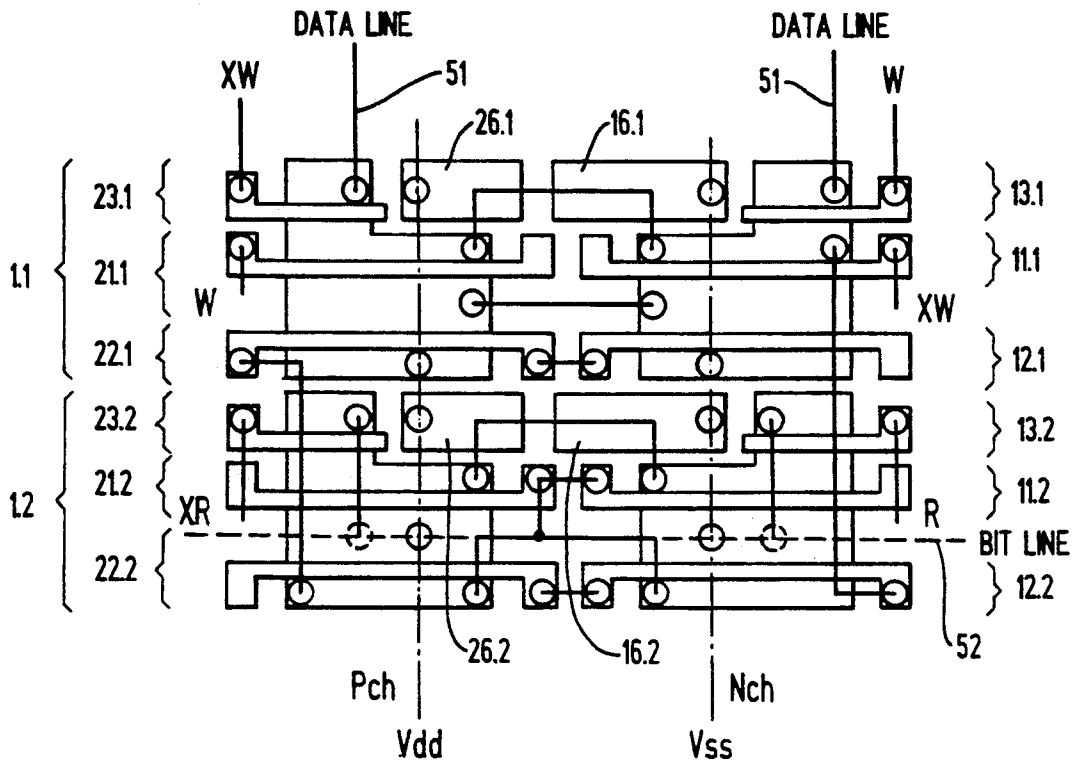 DATA LINE DATA LINE
XW 51 51 W
26.1 16.1
23.1 13.1
1.1 21.1 11.1
W XW
22.1 12.1
23.2 13.2
1.2 21.2 11.2
XR R BIT LINE
22.2 12.2
26.2 16.2 52
Pch Nch
Vdd Vss